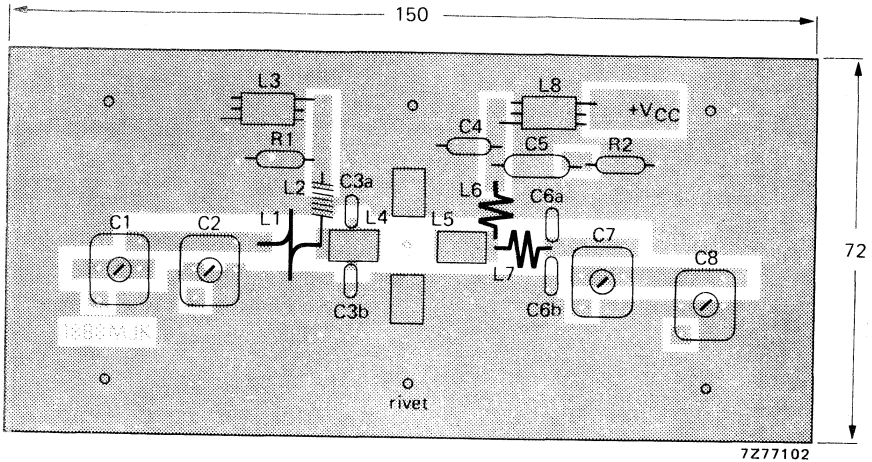 150
L3
L8
+VCC
R1
C4
C5
R2
L2
C3a
L6
C6a
C1
C2
L1
L4
L5
C7
72
L7
C8
C3b
C6b
1886MJK
rivet
7Z77102